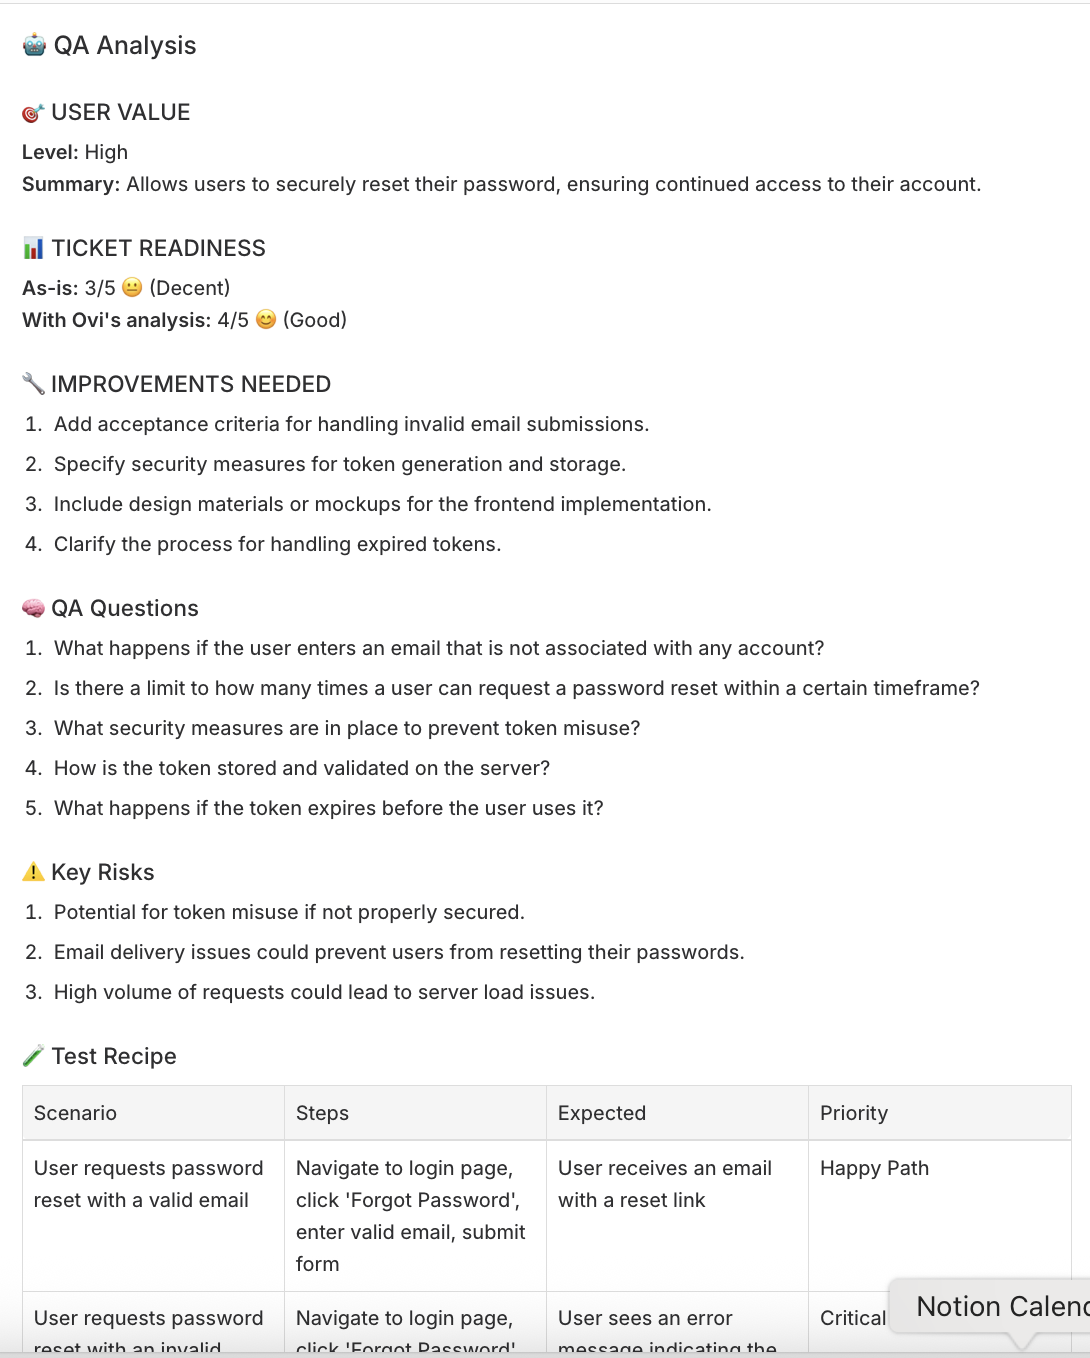 🤖 QA Analysis
🎯 USER VALUE
Level: High
Summary: Allows users to securely reset their password, ensuring continued access to their account.
📊 TICKET READINESS
As-is: 3/5 😐 (Decent)
With Ovi's analysis: 4/5 😊 (Good)
🔧 IMPROVEMENTS NEEDED
1. Add acceptance criteria for handling invalid email submissions.
2. Specify security measures for token generation and storage.
3. Include design materials or mockups for the frontend implementation.
4. Clarify the process for handling expired tokens.
🧠 QA Questions
1. What happens if the user enters an email that is not associated with any account?
2. Is there a limit to how many times a user can request a password reset within a certain timeframe?
3. What security measures are in place to prevent token misuse?
4. How is the token stored and validated on the server?
5. What happens if the token expires before the user uses it?
⚠️ Key Risks
1. Potential for token misuse if not properly secured.
2. Email delivery issues could prevent users from resetting their passwords.
3. High volume of requests could lead to server load issues.
🧪 Test Recipe
Scenario
Steps
Expected
Priority
User requests password
reset with a valid email
Navigate to login page,
click 'Forgot Password',
enter valid email, submit
form
User receives an email
with a reset link
Happy Path
User requests password
reset with an invalid
Navigate to login page,
click 'Forgot Password'
User sees an error
message indicating the
Critical
Notion Calend